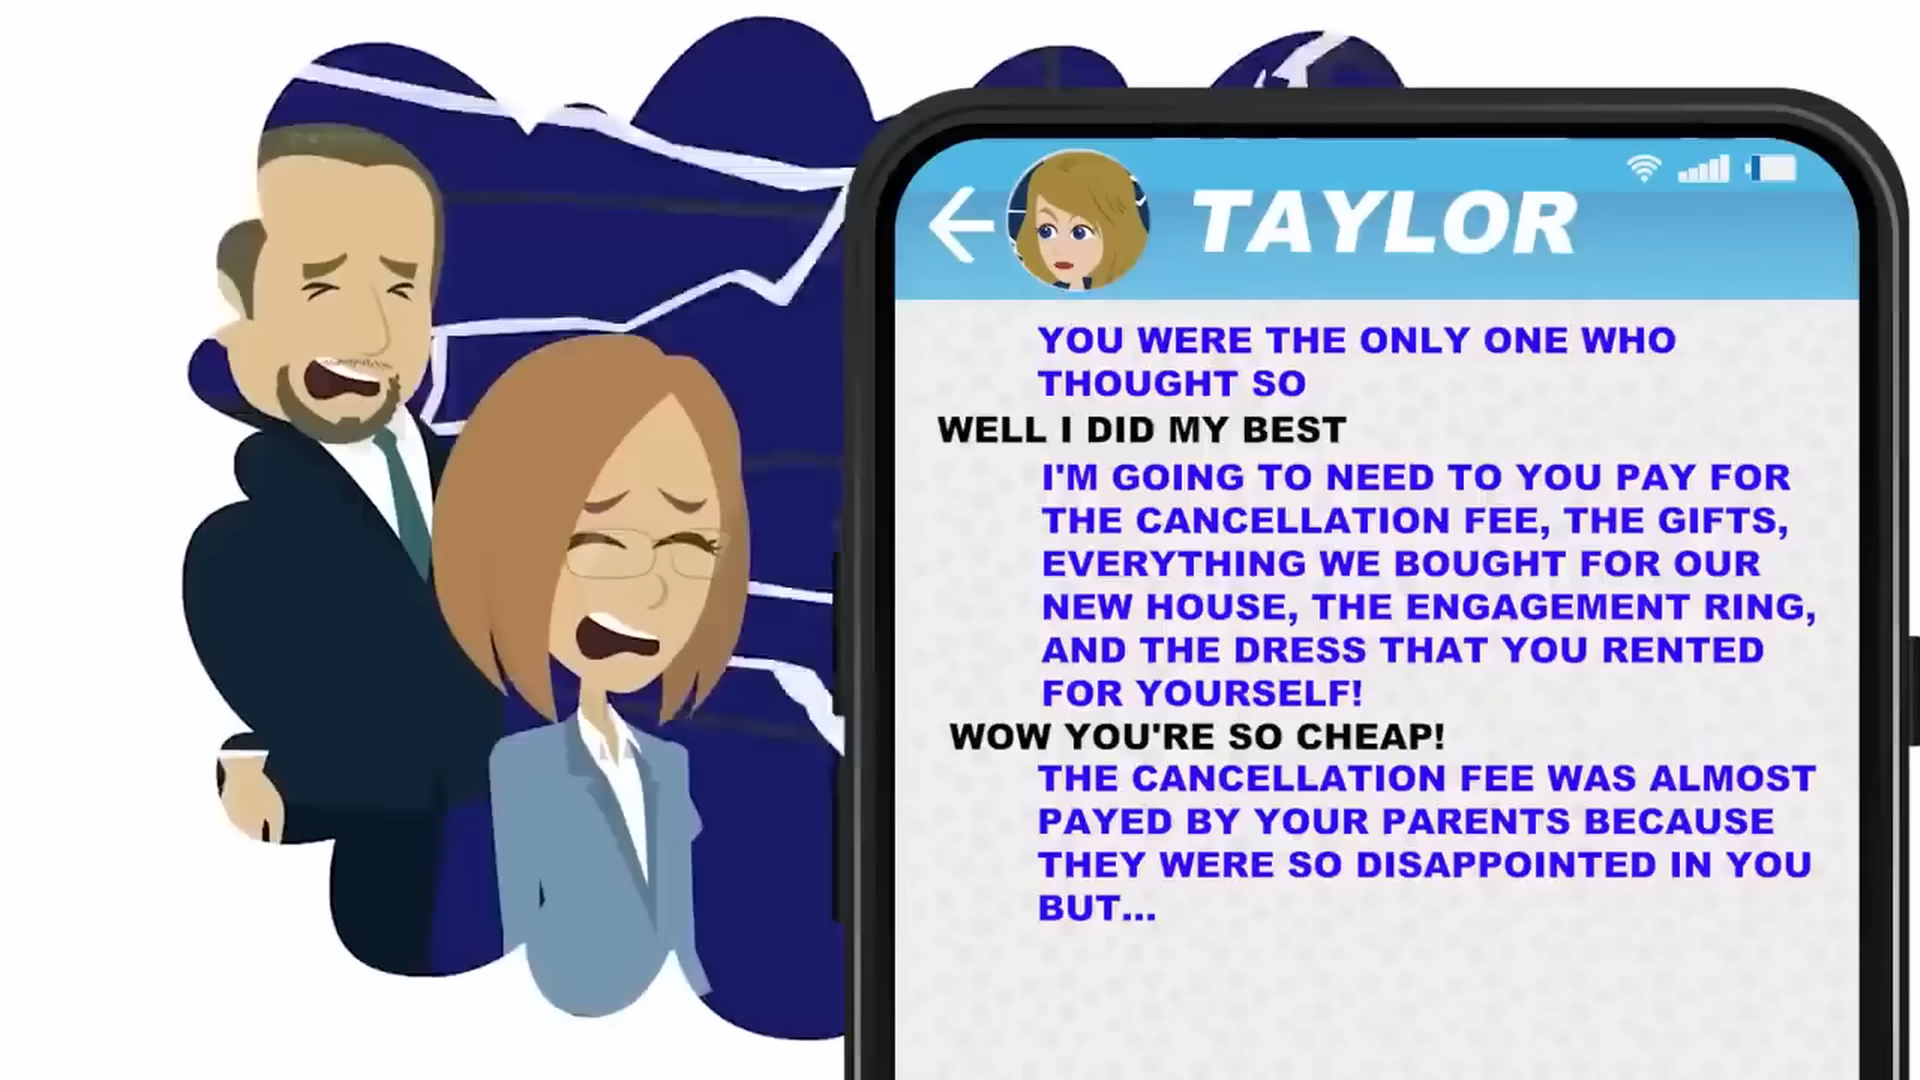 TAYLOR
YOU WERE THE ONLY ONE WHO
THOUGHT SO
WELL I DID MY BEST
I'M GOING TO NEED TO YOU PAY FOR
THE CANCELLATION FEE, THE GIFTS,
EVERYTHING WE BOUGHT FOR OUR
NEW HOUSE, THE ENGAGEMENT RING,
AND THE DRESS THAT YOU RENTED
FOR YOURSELF!
WOW YOU'RE SO CHEAP!
THE CANCELLATION FEE WAS ALMOST
PAYED BY YOUR PARENTS BECAUSE
THEY WERE SO DISAPPOINTED IN YOU
BUT...